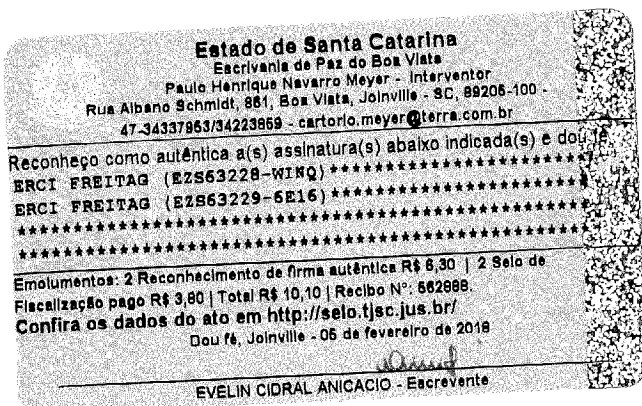 Estado de Santa Catarina
Escrivania de Paz do Boa Vista
Paulo Henrique Navarro Meyer - Interventor
Rua Albano Schmidt, 861, Boa Vista, Joinville - SC, 89205-100 -
47-34337953/34223859 - cartorio.meyer@terra.com.br
Reconheço como autêntica a(s) assinatura(s) abaixo indicada(s) e dou fé
ERCI FREITAG (EZS63228-WINQ)****************************
ERCI FREITAG (EZS63229-6E16)****************************
****************************************************
****************************************************
Emolumentos: 2 Reconhecimento de firma autêntica R$ 6,30 | 2 Selo de
Fiscalização pago R$ 3,80 | Total R$ 10,10 | Recibo Nº: 562888.
Confira os dados do ato em http://selo.tjsc.jus.br/
Dou fé, Joinville - 05 de fevereiro de 2018
EVELIN CIDRAL ANICACIO - Escrevente